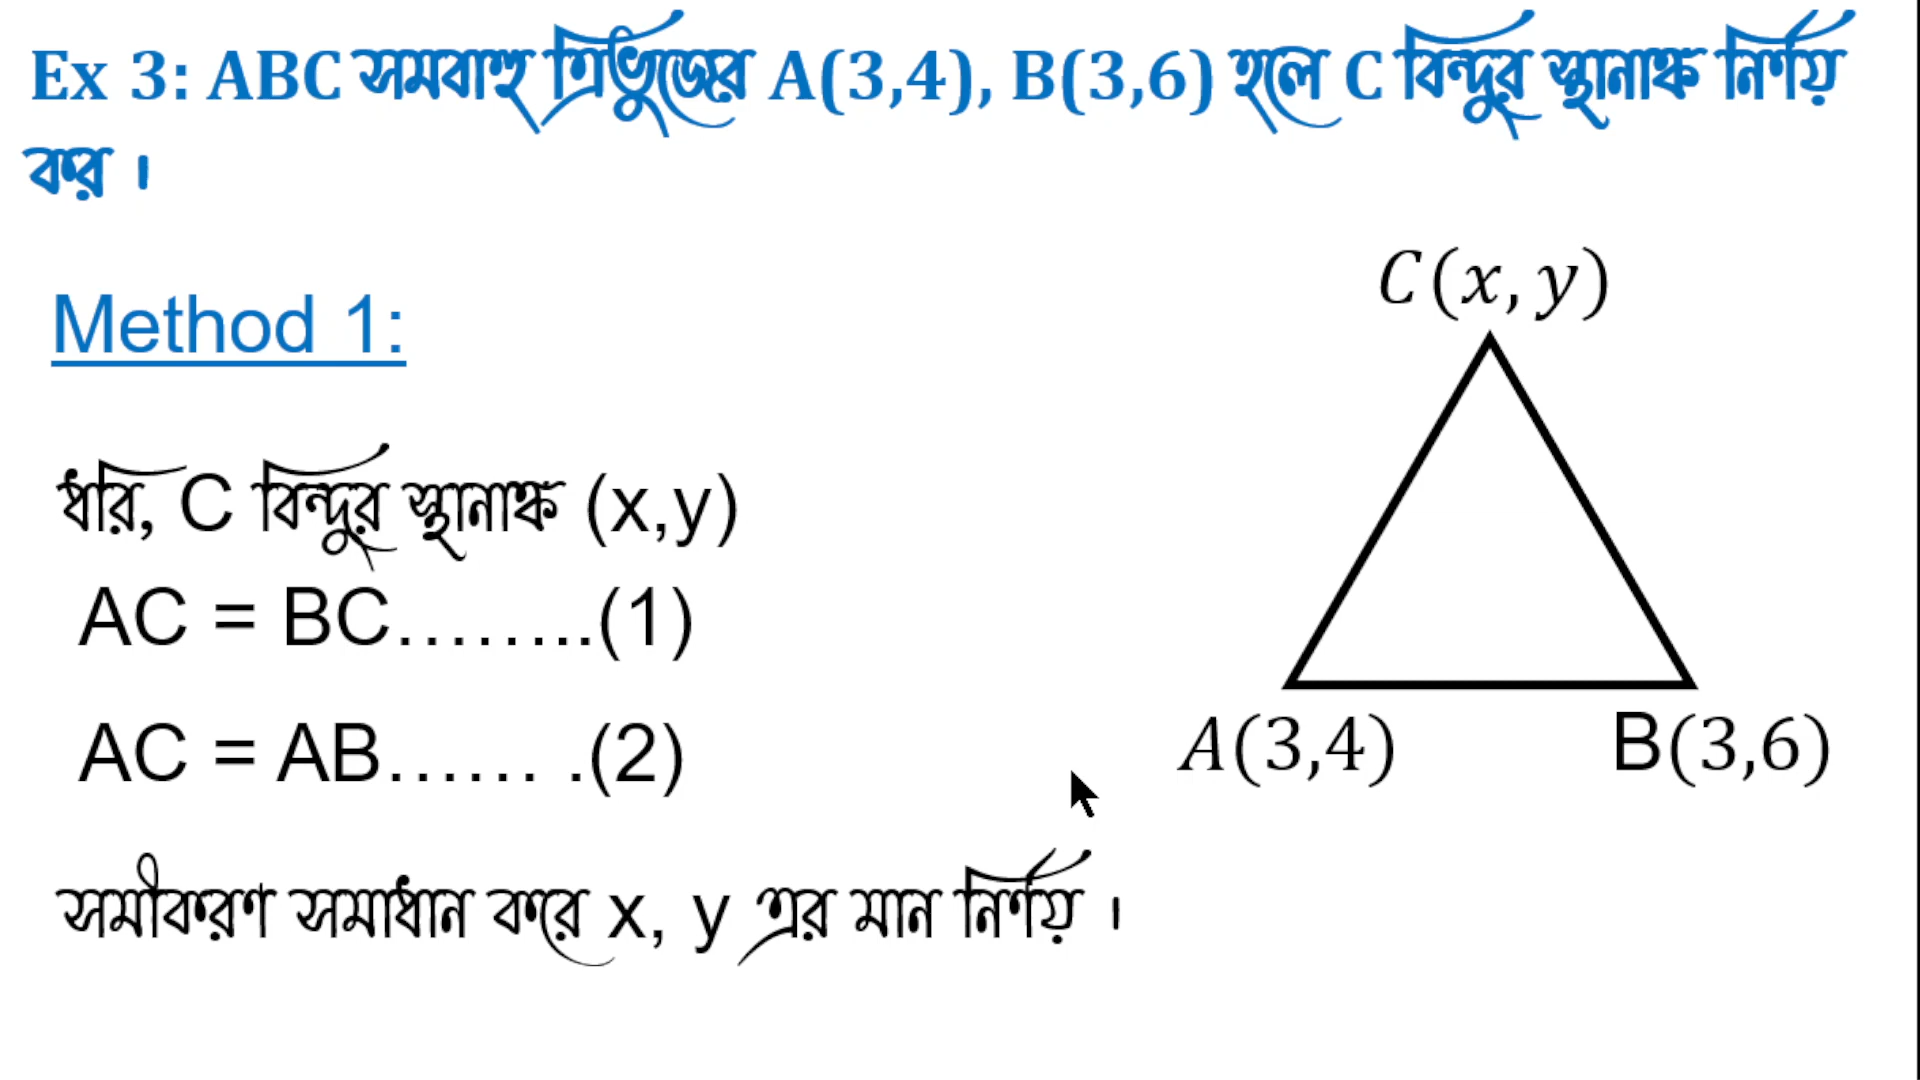 Ex 3: ABC সমবাহু ত্রিভুজের A(3,4), B(3,6) হলে C বিন্দুর স্থানাঙ্ক নির্ণয়
কর ।
Method 1:
C(x, y)
ধরি, C বিন্দুর স্থানাঙ্ক (x,y)
AC = BC……..(1)
AC = AB…… .(2)
A(3,4)
B(3,6)
সমীকরণ সমাধান করে x, y এর মান নির্ণয় ।